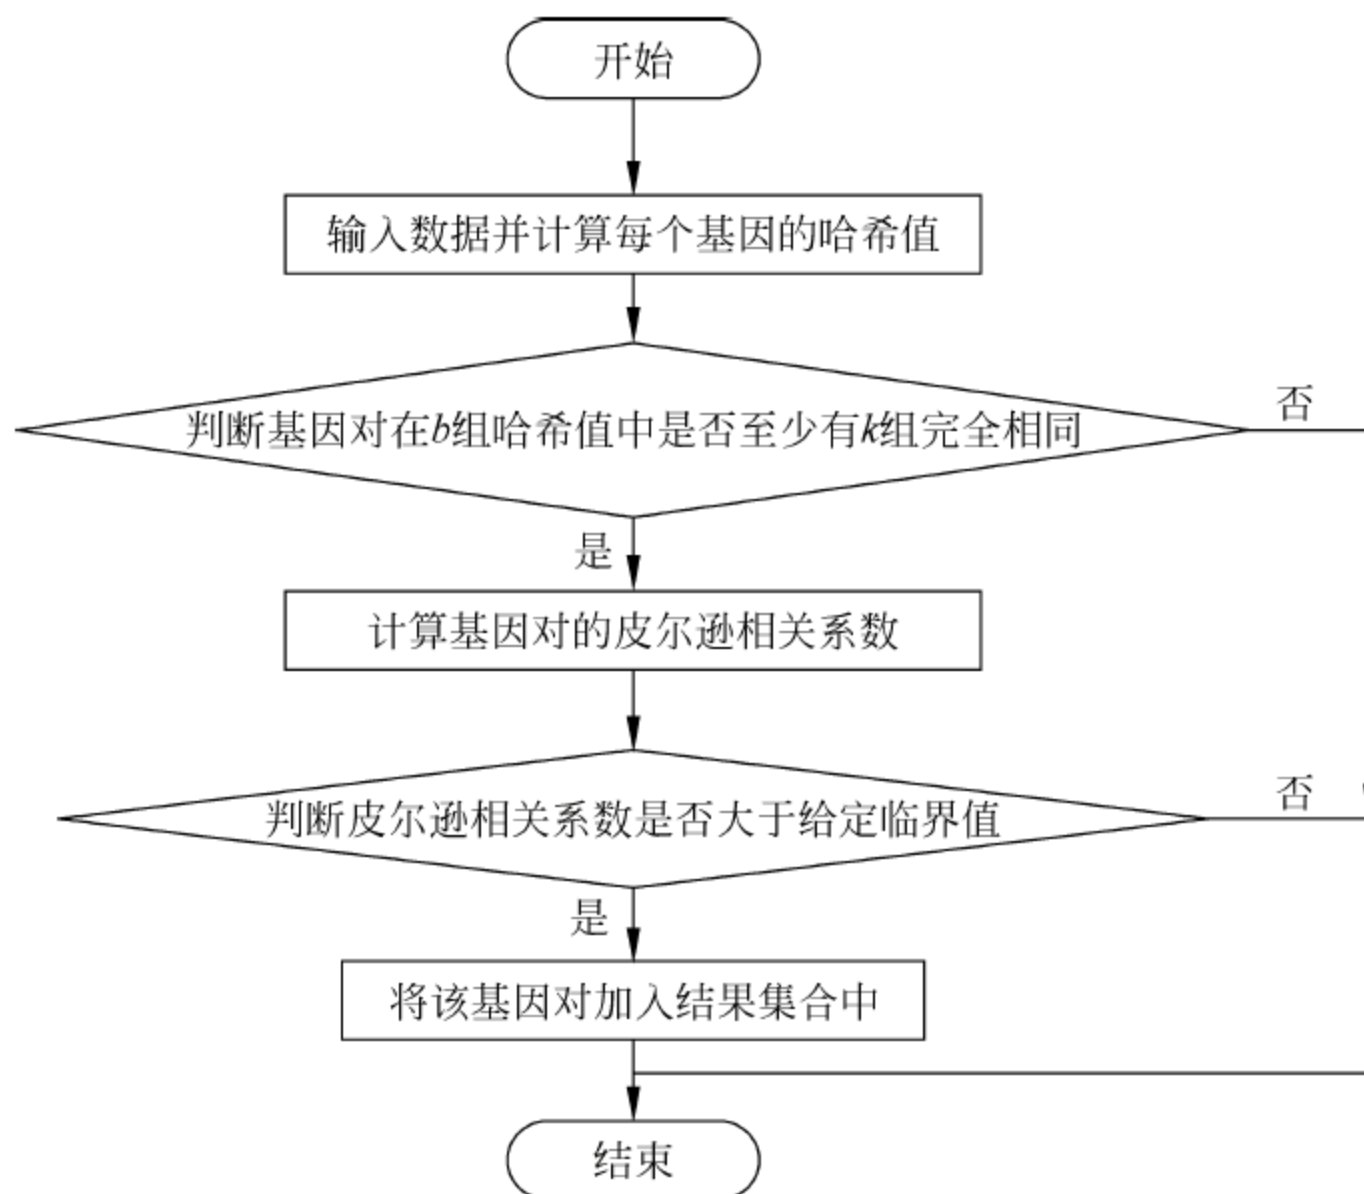 开始
输入数据并计算每个基因的哈希值
判断基因对在b组哈希值中是否至少有k组完全相同
否
是
计算基因对的皮尔逊相关系数
判断皮尔逊相关系数是否大于给定临界值
否
是
将该基因对加入结果集合中
结束